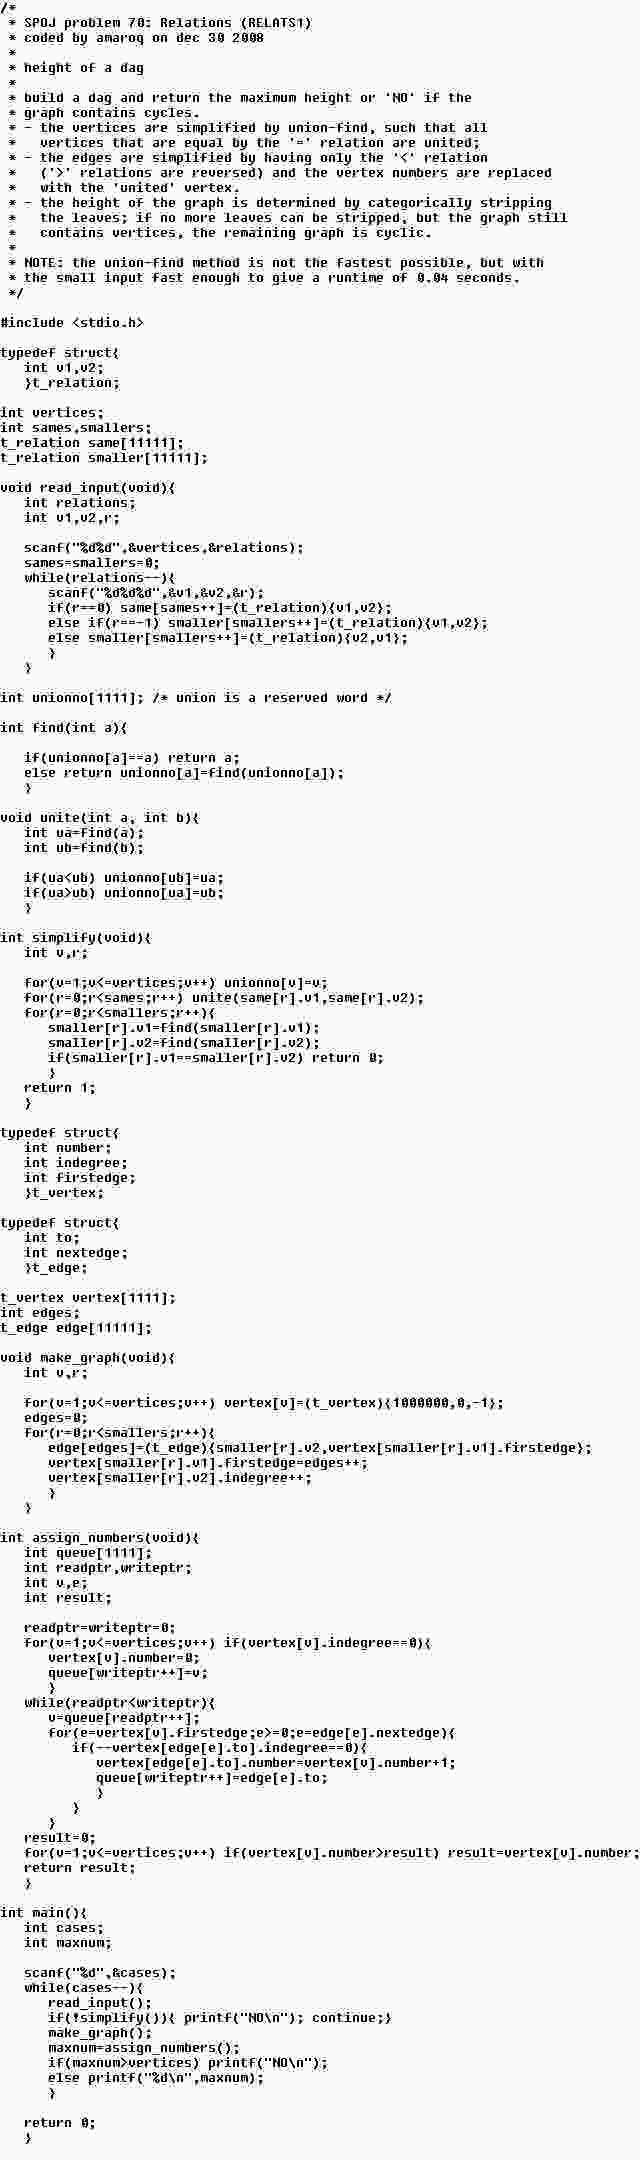 /*
 * SPOJ problem 70: Relations (RELATS1)
 * coded by amaroq on dec 30 2008
 *
 * height of a dag
 *
 * build a dag and return the maximum height or 'NO' if the
 * graph contains cycles.
 * - the vertices are simplified by union-find, such that all
 *   vertices that are equal by the '=' relation are united;
 * - the edges are simplified by having only the '<' relation
 *   ('>' relations are reversed) and the vertex numbers are replaced
 *   with the 'united' vertex.
 * - the height of the graph is determined by categorically stripping
 *   the leaves; if no more leaves can be stripped, but the graph still
 *   contains vertices, the remaining graph is cyclic.
 *
 * NOTE: the union-find method is not the fastest possible, but with
 * the small input fast enough to give a runtime of 0.04 seconds.
 */

#include <stdio.h>

typedef struct{
   int v1,v2;
   }t_relation;

int vertices;
int sames,smallers;
t_relation same[11111];
t_relation smaller[11111];

void read_input(void){
   int relations;
   int v1,v2,r;

   scanf("%d%d",&vertices,&relations);
   sames=smallers=0;
   while(relations--){
      scanf("%d%d%d",&v1,&v2,&r);
      if(r==0) same[sames++]=(t_relation){v1,v2};
      else if(r==-1) smaller[smallers++]=(t_relation){v1,v2};
      else smaller[smallers++]=(t_relation){v2,v1};
      }
   }

int unionno[1111]; /* union is a reserved word */

int find(int a){

   if(unionno[a]==a) return a;
   else return unionno[a]=find(unionno[a]);
   }

void unite(int a, int b){
   int ua=find(a);
   int ub=find(b);

   if(ua<ub) unionno[ub]=ua;
   if(ua>ub) unionno[ua]=ub;
   }

int simplify(void){
   int v,r;

   for(v=1;v<=vertices;v++) unionno[v]=v;
   for(r=0;r<sames;r++) unite(same[r].v1,same[r].v2);
   for(r=0;r<smallers;r++){
      smaller[r].v1=find(smaller[r].v1);
      smaller[r].v2=find(smaller[r].v2);
      if(smaller[r].v1==smaller[r].v2) return 0;
      }
   return 1;
   }

typedef struct{
   int number;
   int indegree;
   int firstedge;
   }t_vertex;

typedef struct{
   int to;
   int nextedge;
   }t_edge;

t_vertex vertex[1111];
int edges;
t_edge edge[11111];

void make_graph(void){
   int v,r;

   for(v=1;v<=vertices;v++) vertex[v]=(t_vertex){1000000,0,-1};
   edges=0;
   for(r=0;r<smallers;r++){
      edge[edges]=(t_edge){smaller[r].v2,vertex[smaller[r].v1].firstedge};
      vertex[smaller[r].v1].firstedge=edges++;
      vertex[smaller[r].v2].indegree++;
      }
   }

int assign_numbers(void){
   int queue[1111];
   int readptr,writeptr;
   int v,e;
   int result;

   readptr=writeptr=0;
   for(v=1;v<=vertices;v++) if(vertex[v].indegree==0){
      vertex[v].number=0;
      queue[writeptr++]=v;
      }
   while(readptr<writeptr){
      v=queue[readptr++];
      for(e=vertex[v].firstedge;e>=0;e=edge[e].nextedge){
         if(--vertex[edge[e].to].indegree==0){
            vertex[edge[e].to].number=vertex[v].number+1;
            queue[writeptr++]=edge[e].to;
            }
         }
      }
   result=0;
   for(v=1;v<=vertices;v++) if(vertex[v].number>result) result=vertex[v].number;
   return result;
   }

int main(){
   int cases;
   int maxnum;

   scanf("%d",&cases);
   while(cases--){
      read_input();
      if(!simplify()){ printf("NO\n"); continue;}
      make_graph();
      maxnum=assign_numbers();
      if(maxnum>vertices) printf("NO\n");
      else printf("%d\n",maxnum);
      }

   return 0;
   }